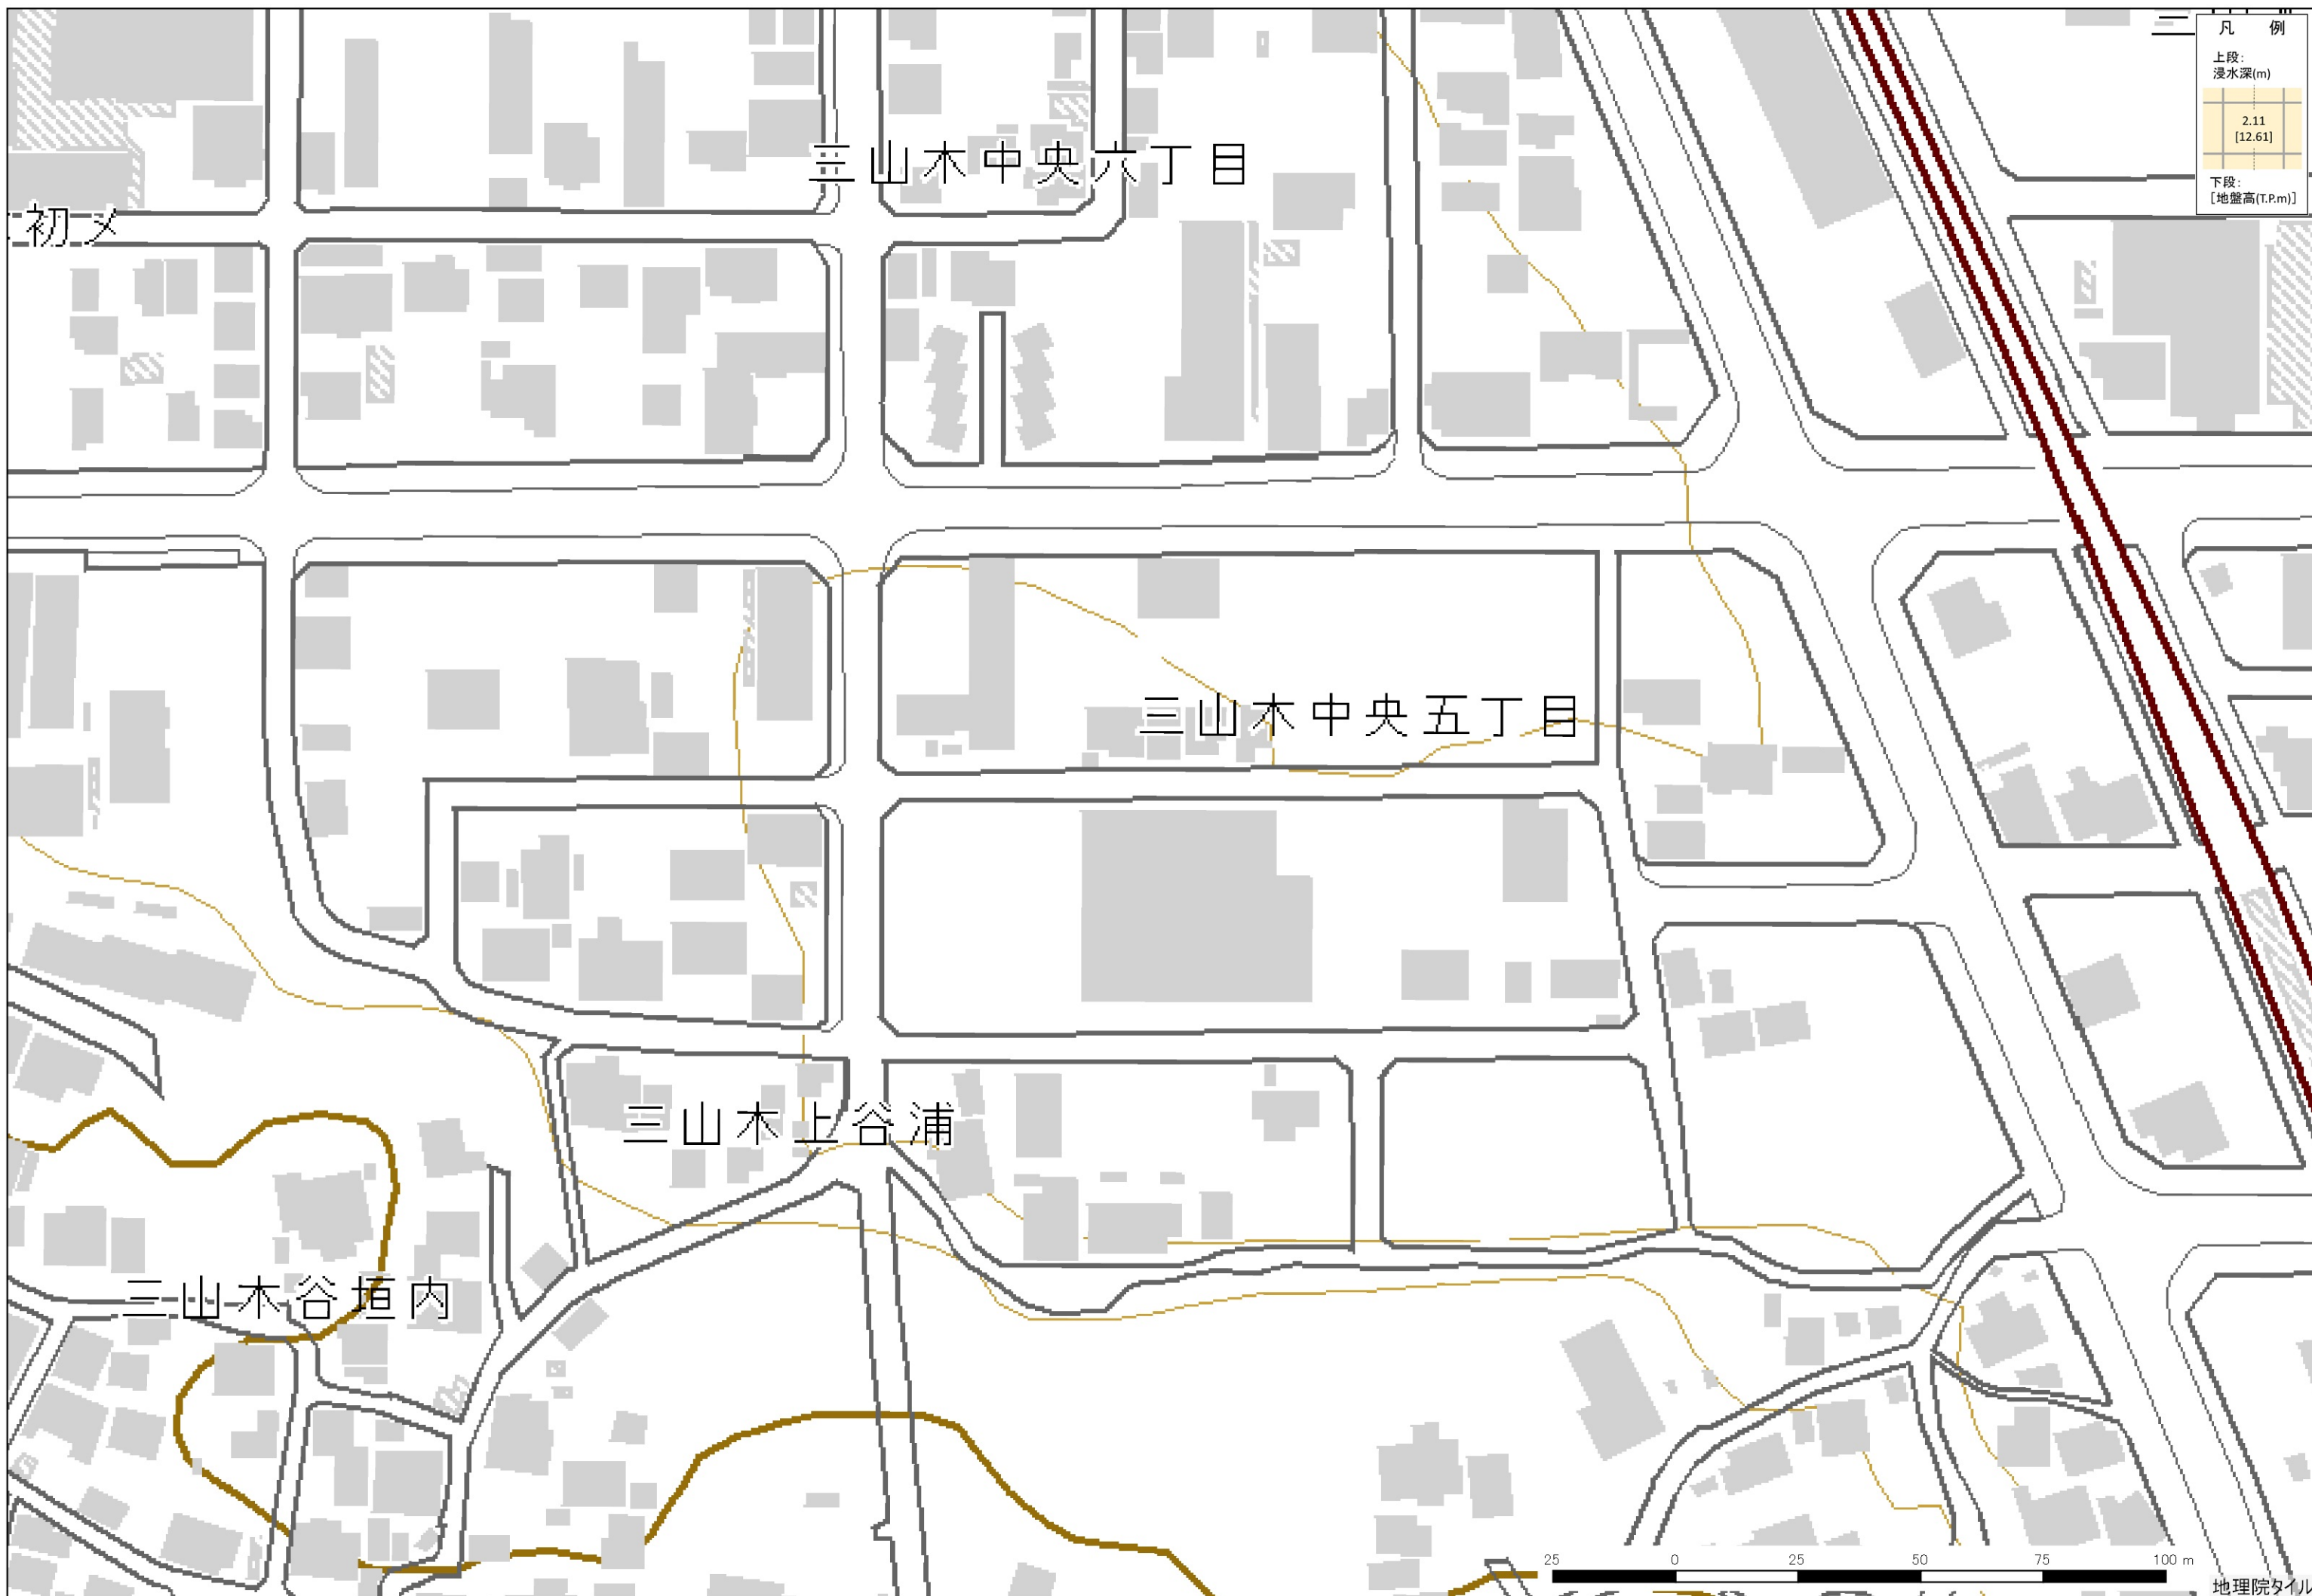 凡 例
上段:
浸水深(m)
2.11
[12.61]
下段:
[地盤高(T.P.m)]
三山木中央六丁目
初メ
三山木中央五丁目
三山木上谷浦
三山木谷垣内
25 0 25 50 75 100 m
地理院タイル